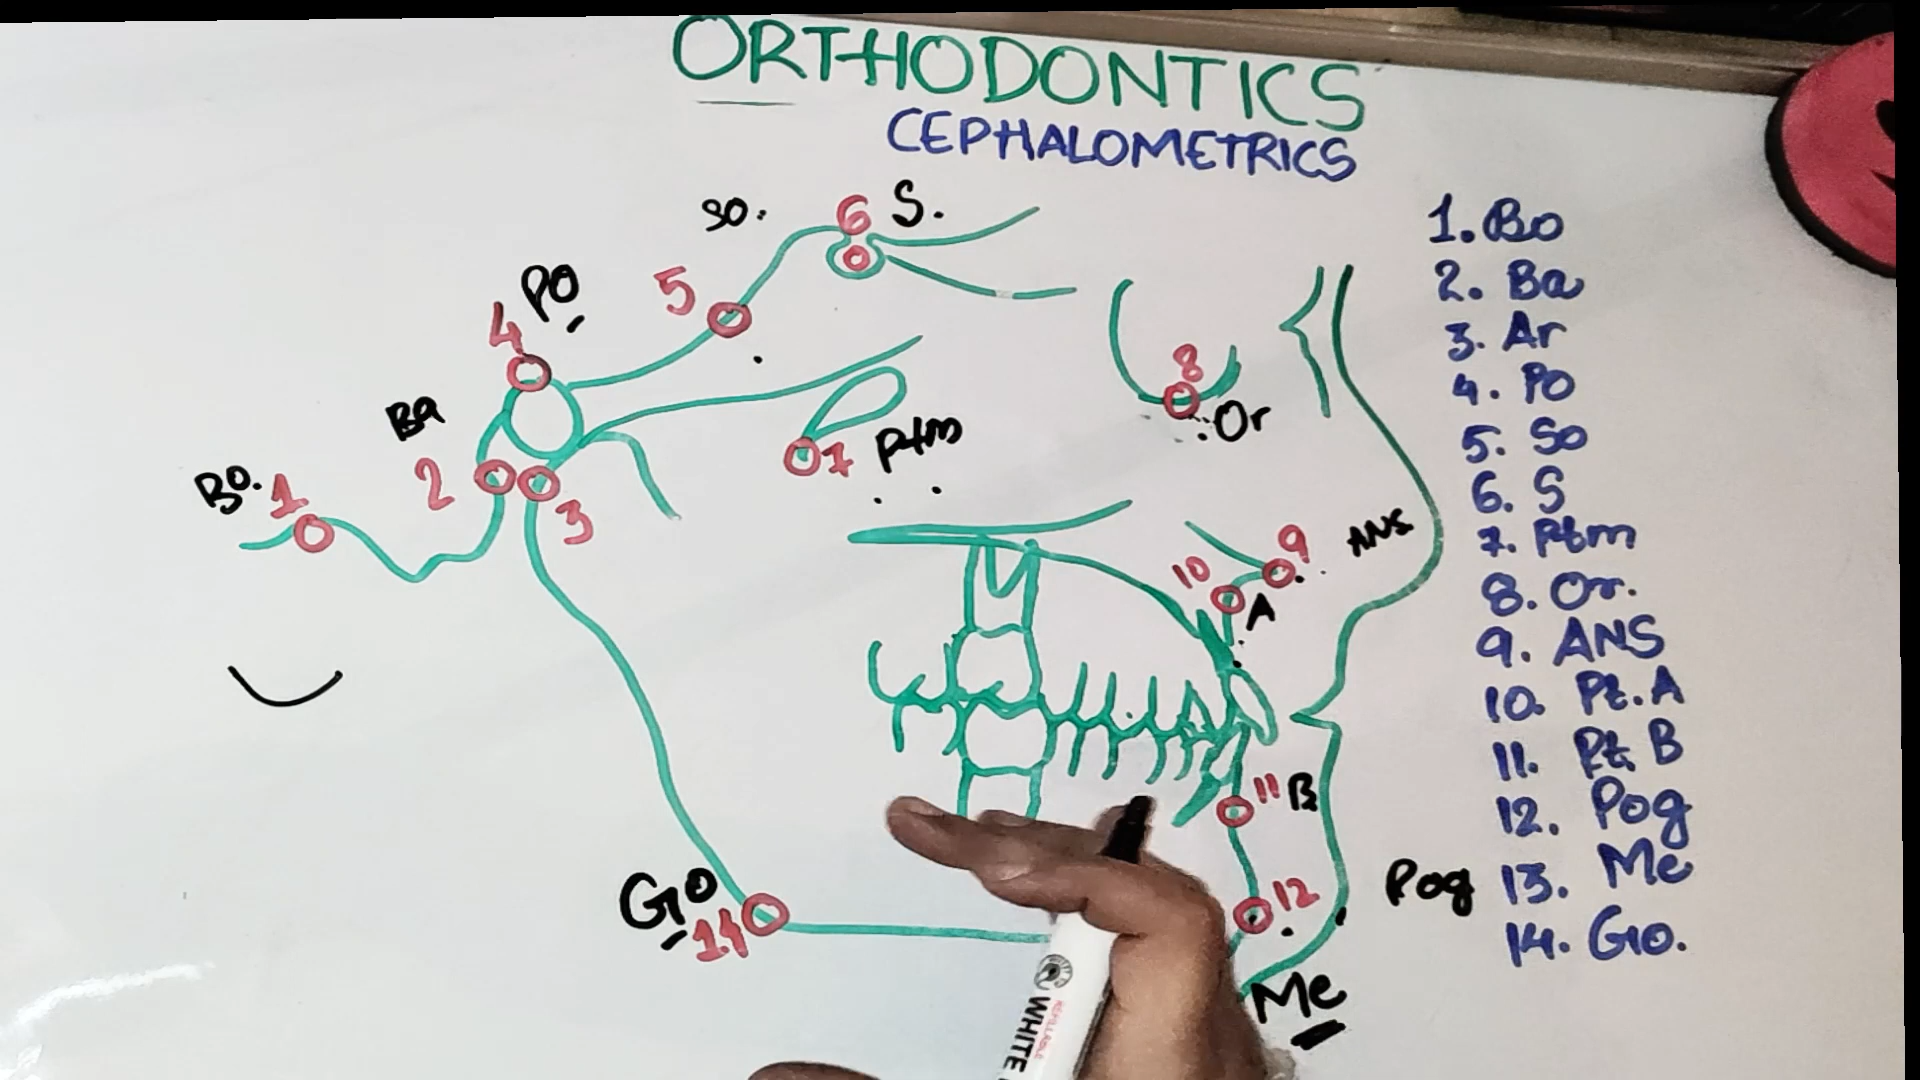 ORTHODONTICS
CEPHALOMETRICS
so.
6
S.
PO
4
5
Ba
2
Bo.
1
3
7
Ptm
8
Or
9
ANS
10
A
11
B
12
Pog
Go
14
Me
1. Bo
2. Ba
3. Ar
4. PO
5. So
6. S
7. Ptm
8. Or.
9. ANS
10. Pt. A
11. Pt. B
12. Pog
13. Me
14. Go.
REFILLABLE
WHITE